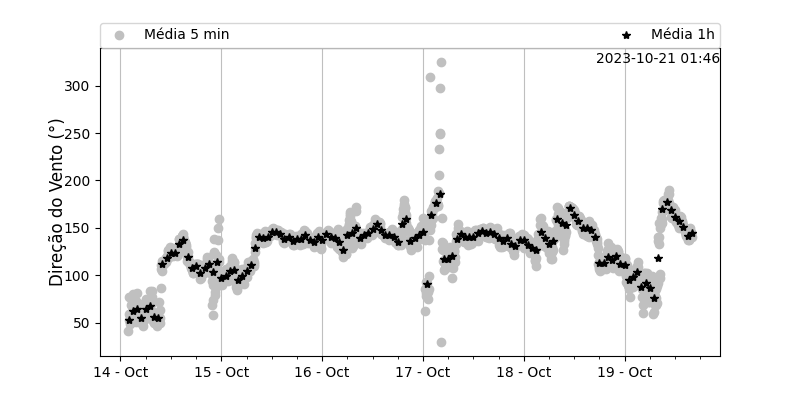 Média 5 min
Média 1h
2023-10-21 01:46
Direção do Vento (°)
300
250
200
150
100
50
14 - Oct
15 - Oct
16 - Oct
17 - Oct
18 - Oct
19 - Oct